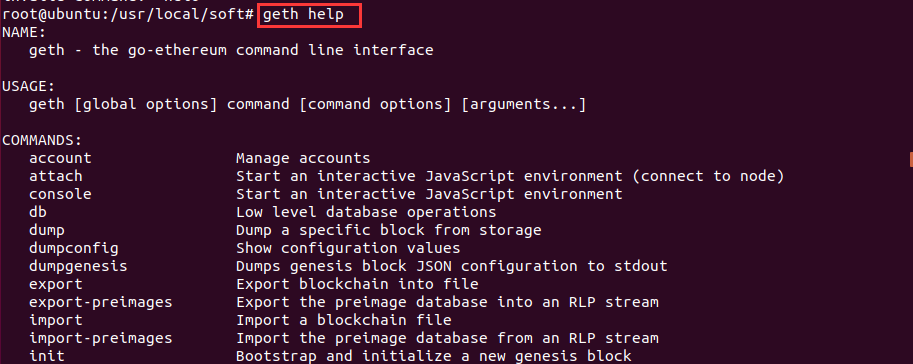 root@ubuntu:/usr/local/soft# geth help
NAME:
geth - the go-ethereum command line interface
USAGE:
geth [global options] command [command options] [arguments...]
COMMANDS:
account Manage accounts
attach Start an interactive JavaScript environment (connect to node)
console Start an interactive JavaScript environment
db Low level database operations
dump Dump a specific block from storage
dumpconfig Show configuration values
dumpgenesis Dumps genesis block JSON configuration to stdout
export Export blockchain into file
export-preimages Export the preimage database into an RLP stream
import Import a blockchain file
import-preimages Import the preimage database from an RLP stream
init Bootstrap and initialize a new genesis block